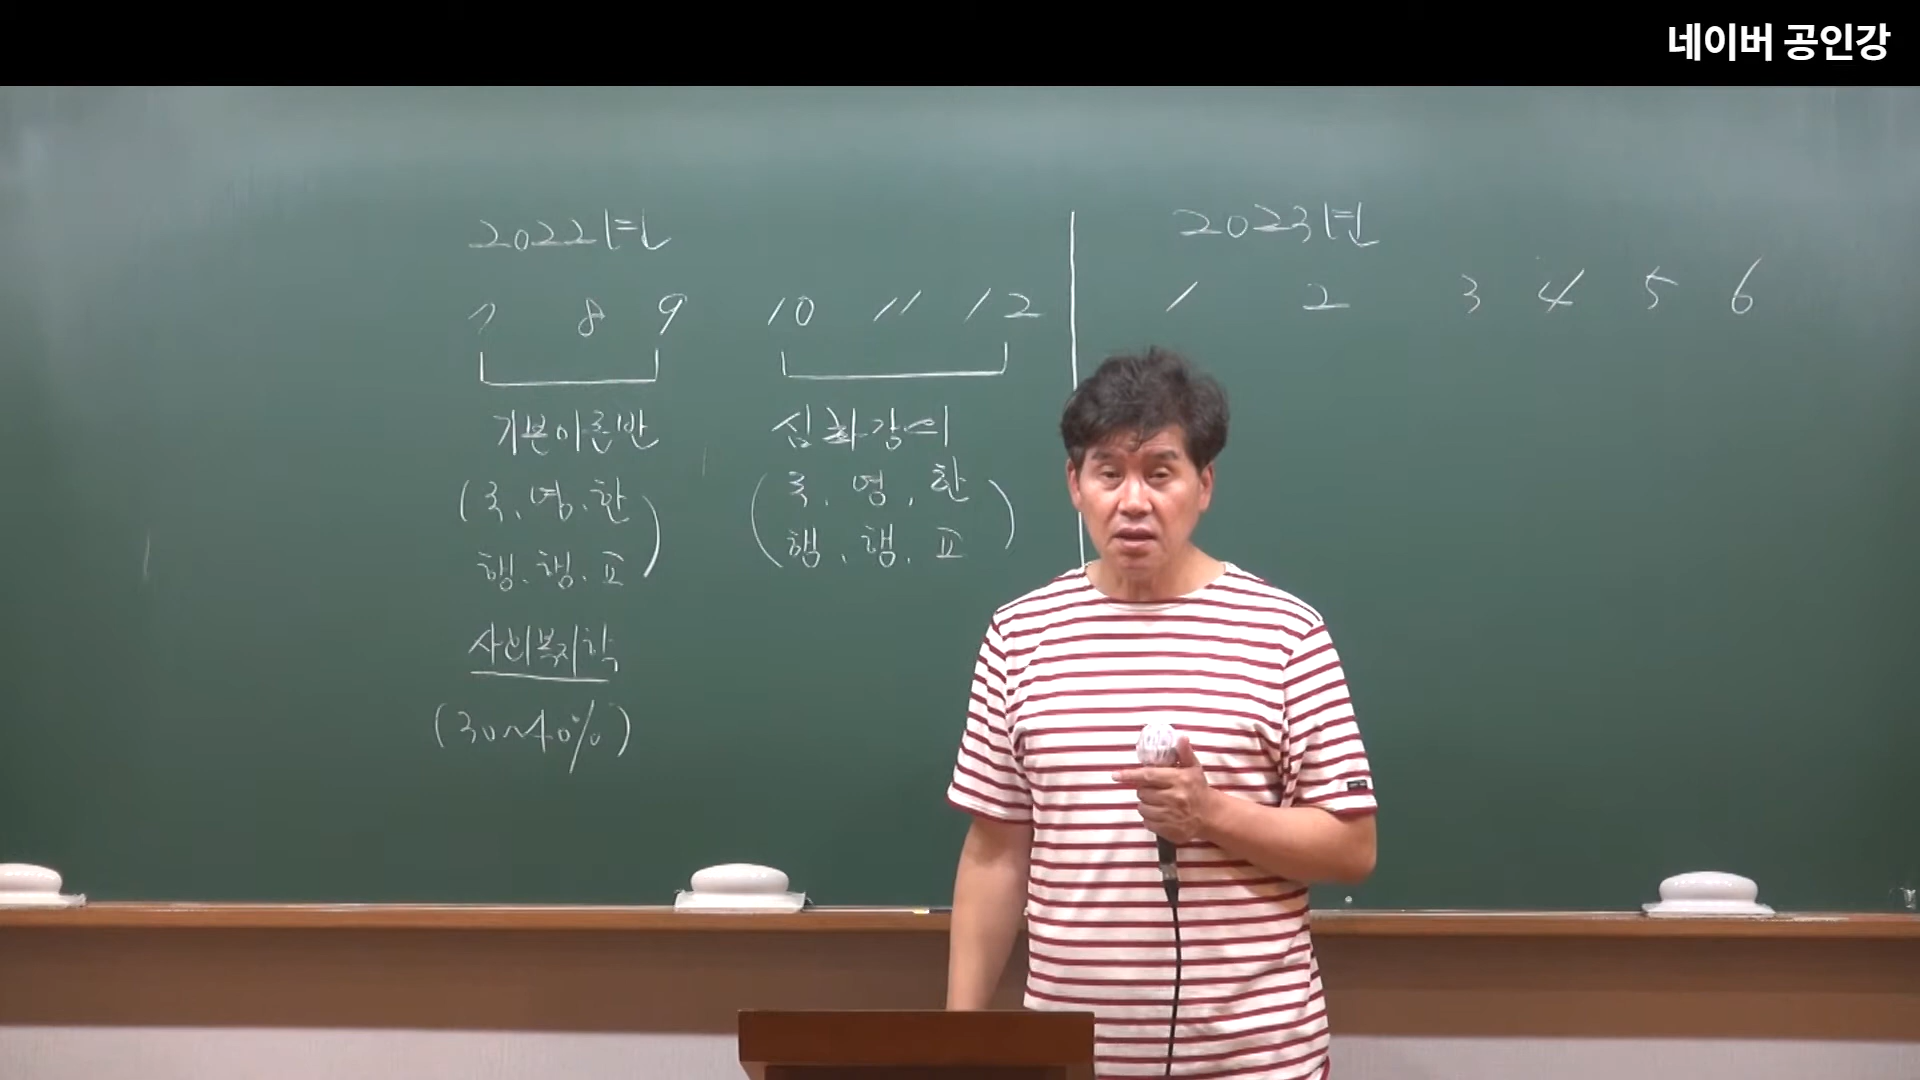 네이버 공인강
2022년
2023년
7 8 9 10 11 12
1 2 3 4 5 6
기본이론반
심화강의
(국, 영, 한
행, 행, 교)
(국, 영, 한
행, 행, 교)
사회복지학
(30~40%)